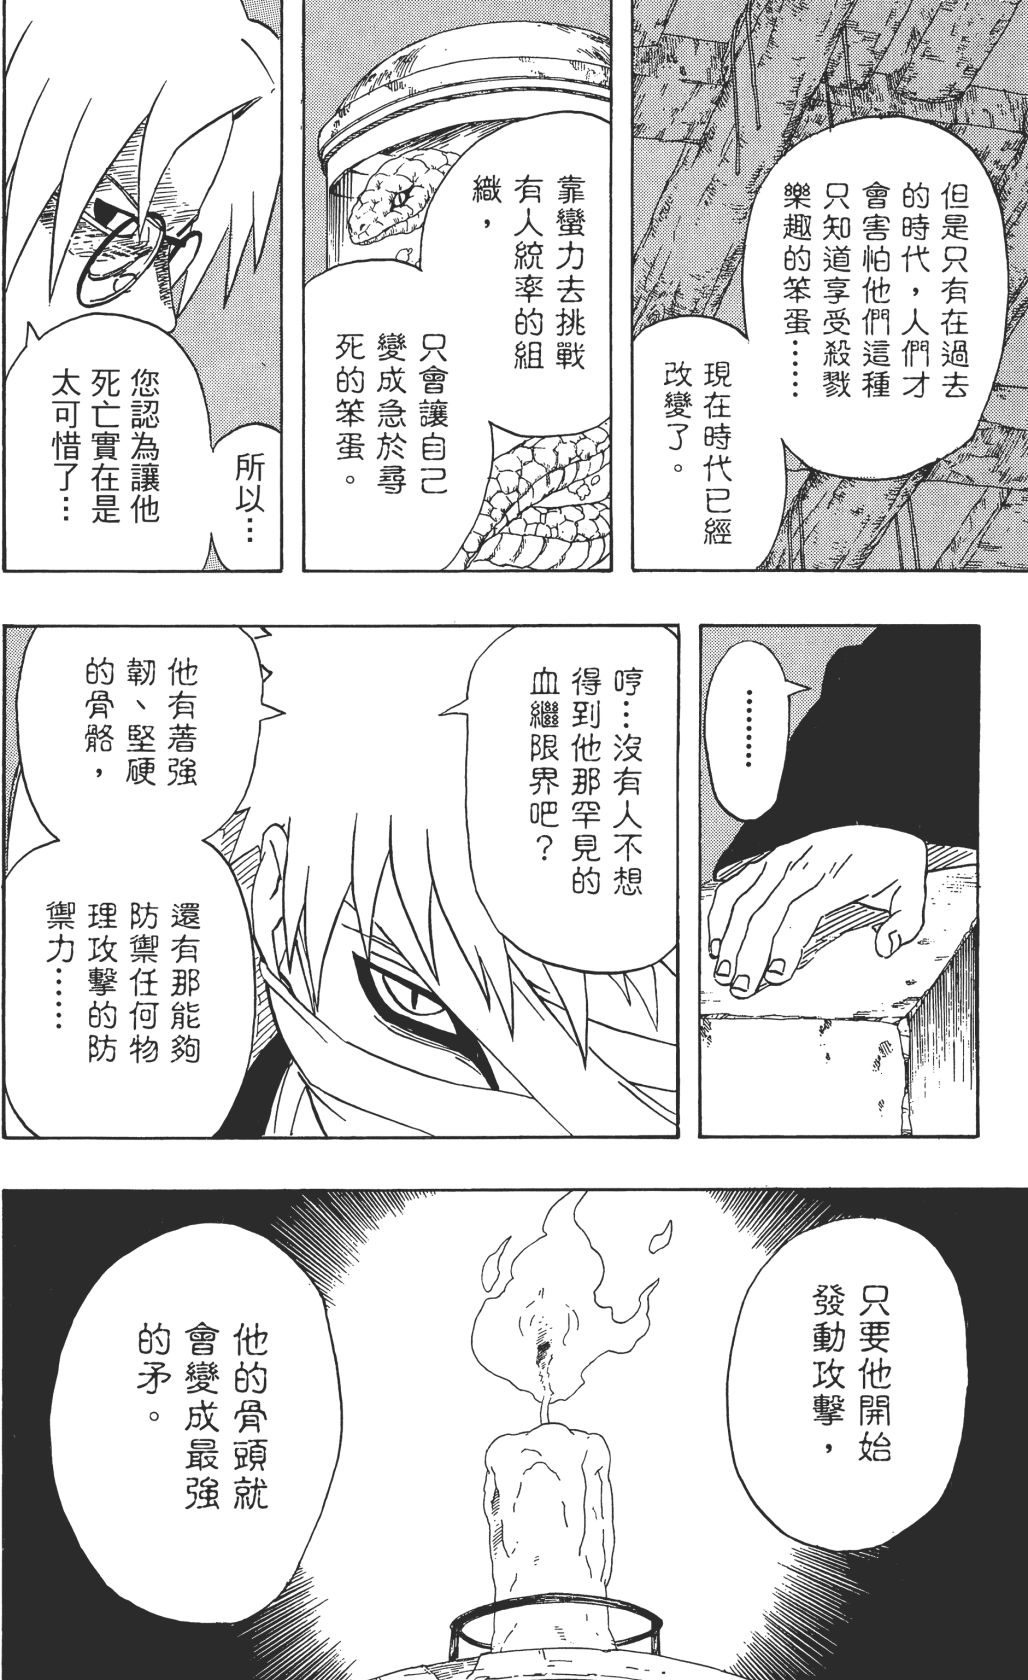 但是只有在過去
的時代，人們才
會害怕他們這種
只知道享受殺戮
樂趣的笨蛋……
現在時代已經
改變了。
靠蠻力去挑戰
有人統率的組
織，
只會讓自己
變成急於尋
死的笨蛋。
所以…
您認為讓他
死亡實在是
太可惜了…
………
哼…沒有人不想
得到他那罕見的
血繼限界吧？
他有著強
韌、堅硬
的骨骼，
還有那能夠
防禦任何物
理攻擊的防
禦力……
只要他開始
發動攻擊，
他的骨頭就
會變成最強
的矛。